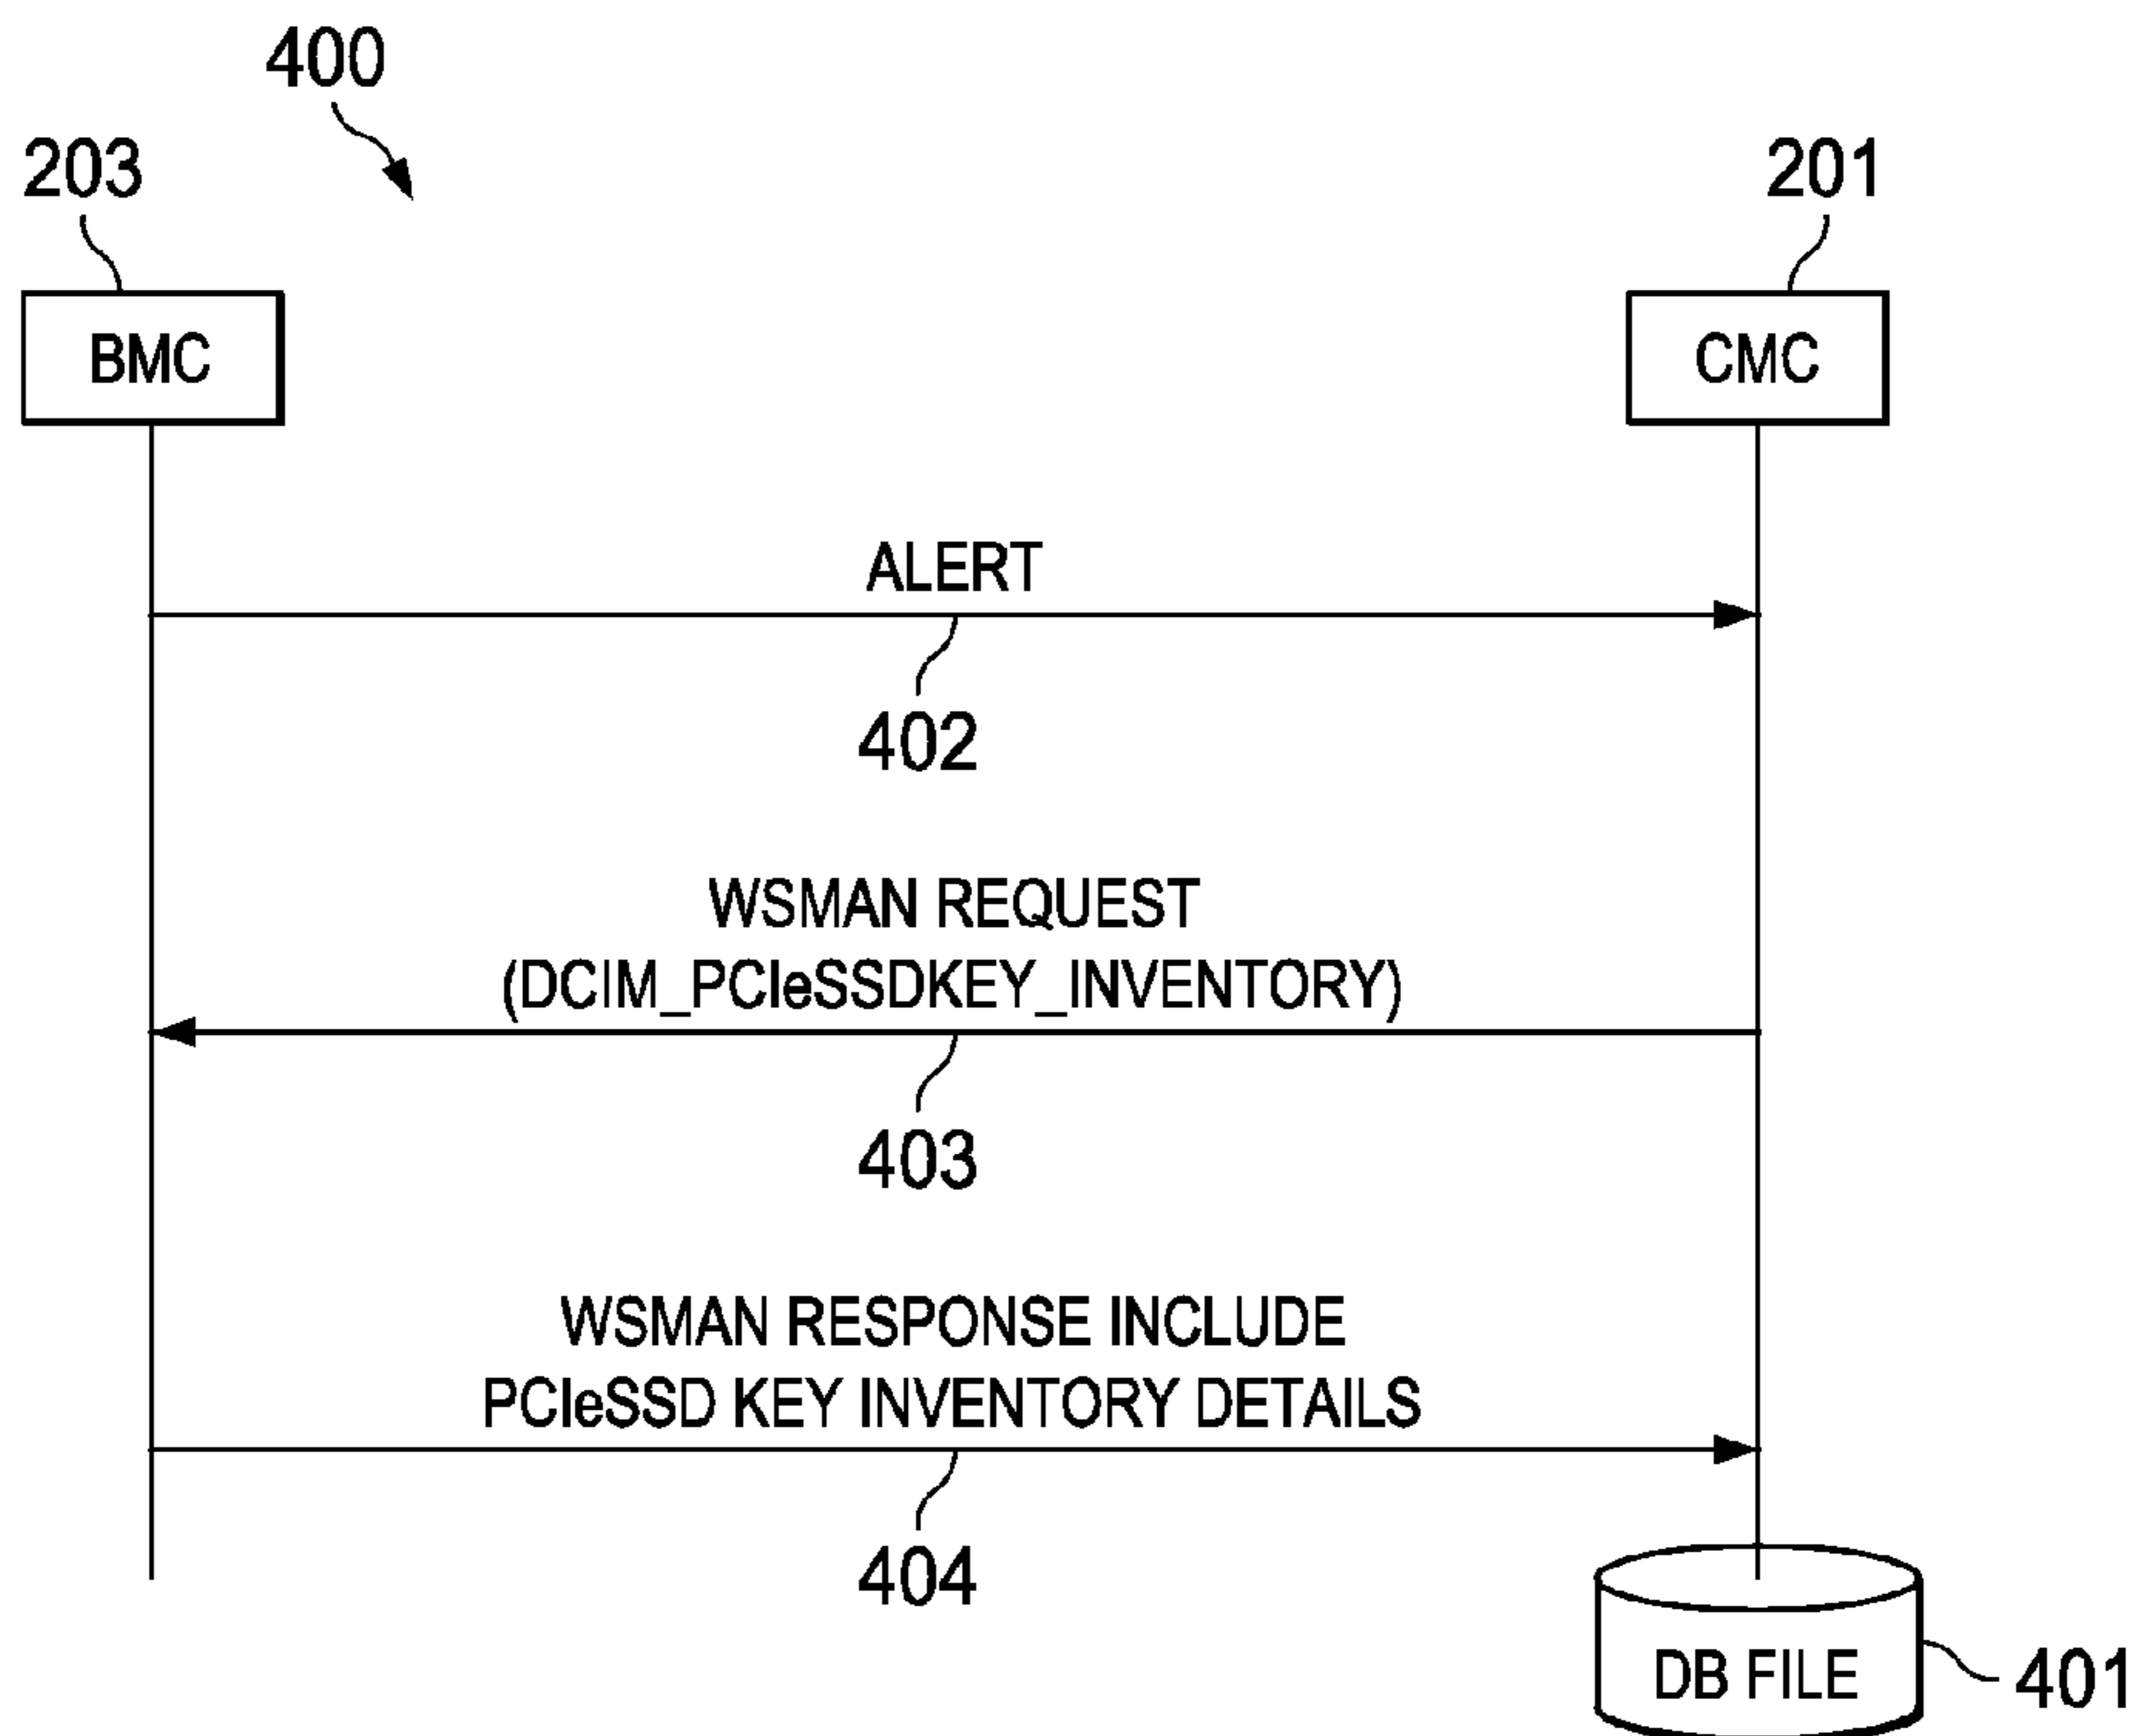 400
203
201
BMC
CMC
ALERT
402
WSMAN REQUEST
(DCIM_PCIeSSDKEY_INVENTORY)
403
WSMAN RESPONSE INCLUDE
PCIeSSD KEY INVENTORY DETAILS
404
DB FILE
401